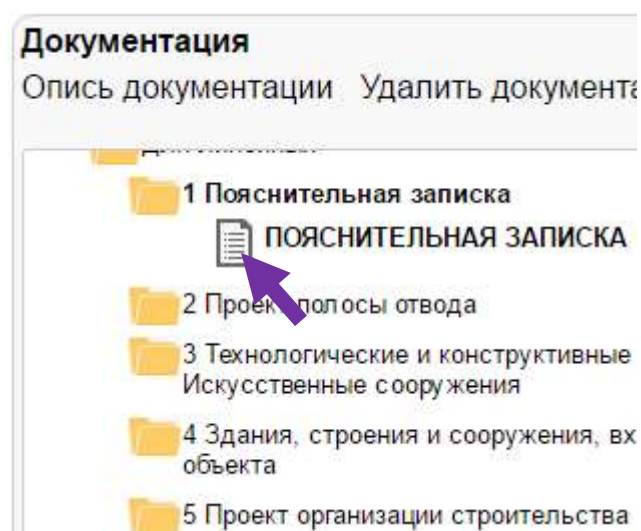 Документация
Опись документации Удалить документа
1 Пояснительная записка
ПОЯСНИТЕЛЬНАЯ ЗАПИСКА
2 Проект полосы отвода
3 Технологические и конструктивные
Искусственные сооружения
4 Здания, строения и сооружения, вх
объекта
5 Проект организации строительства